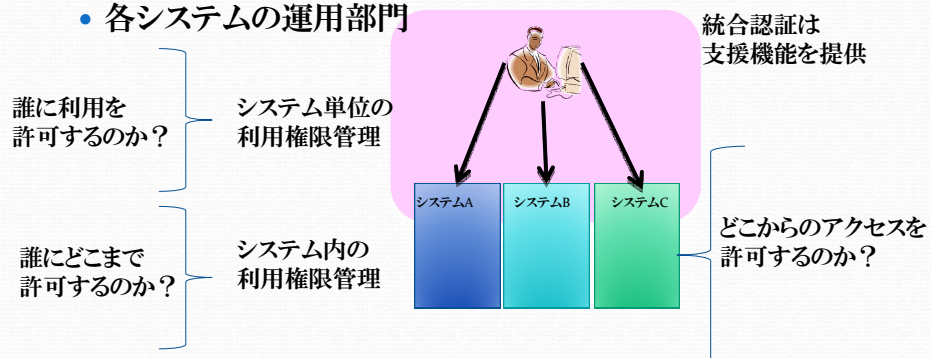 • 各システムの運用部門
統合認証は
支援機能を提供
誰に利用を
許可するのか？
システム単位の
利用権限管理
システムA
システムB
システムC
誰にどこまで
許可するのか？
システム内の
利用権限管理
どこからのアクセスを
許可するのか？